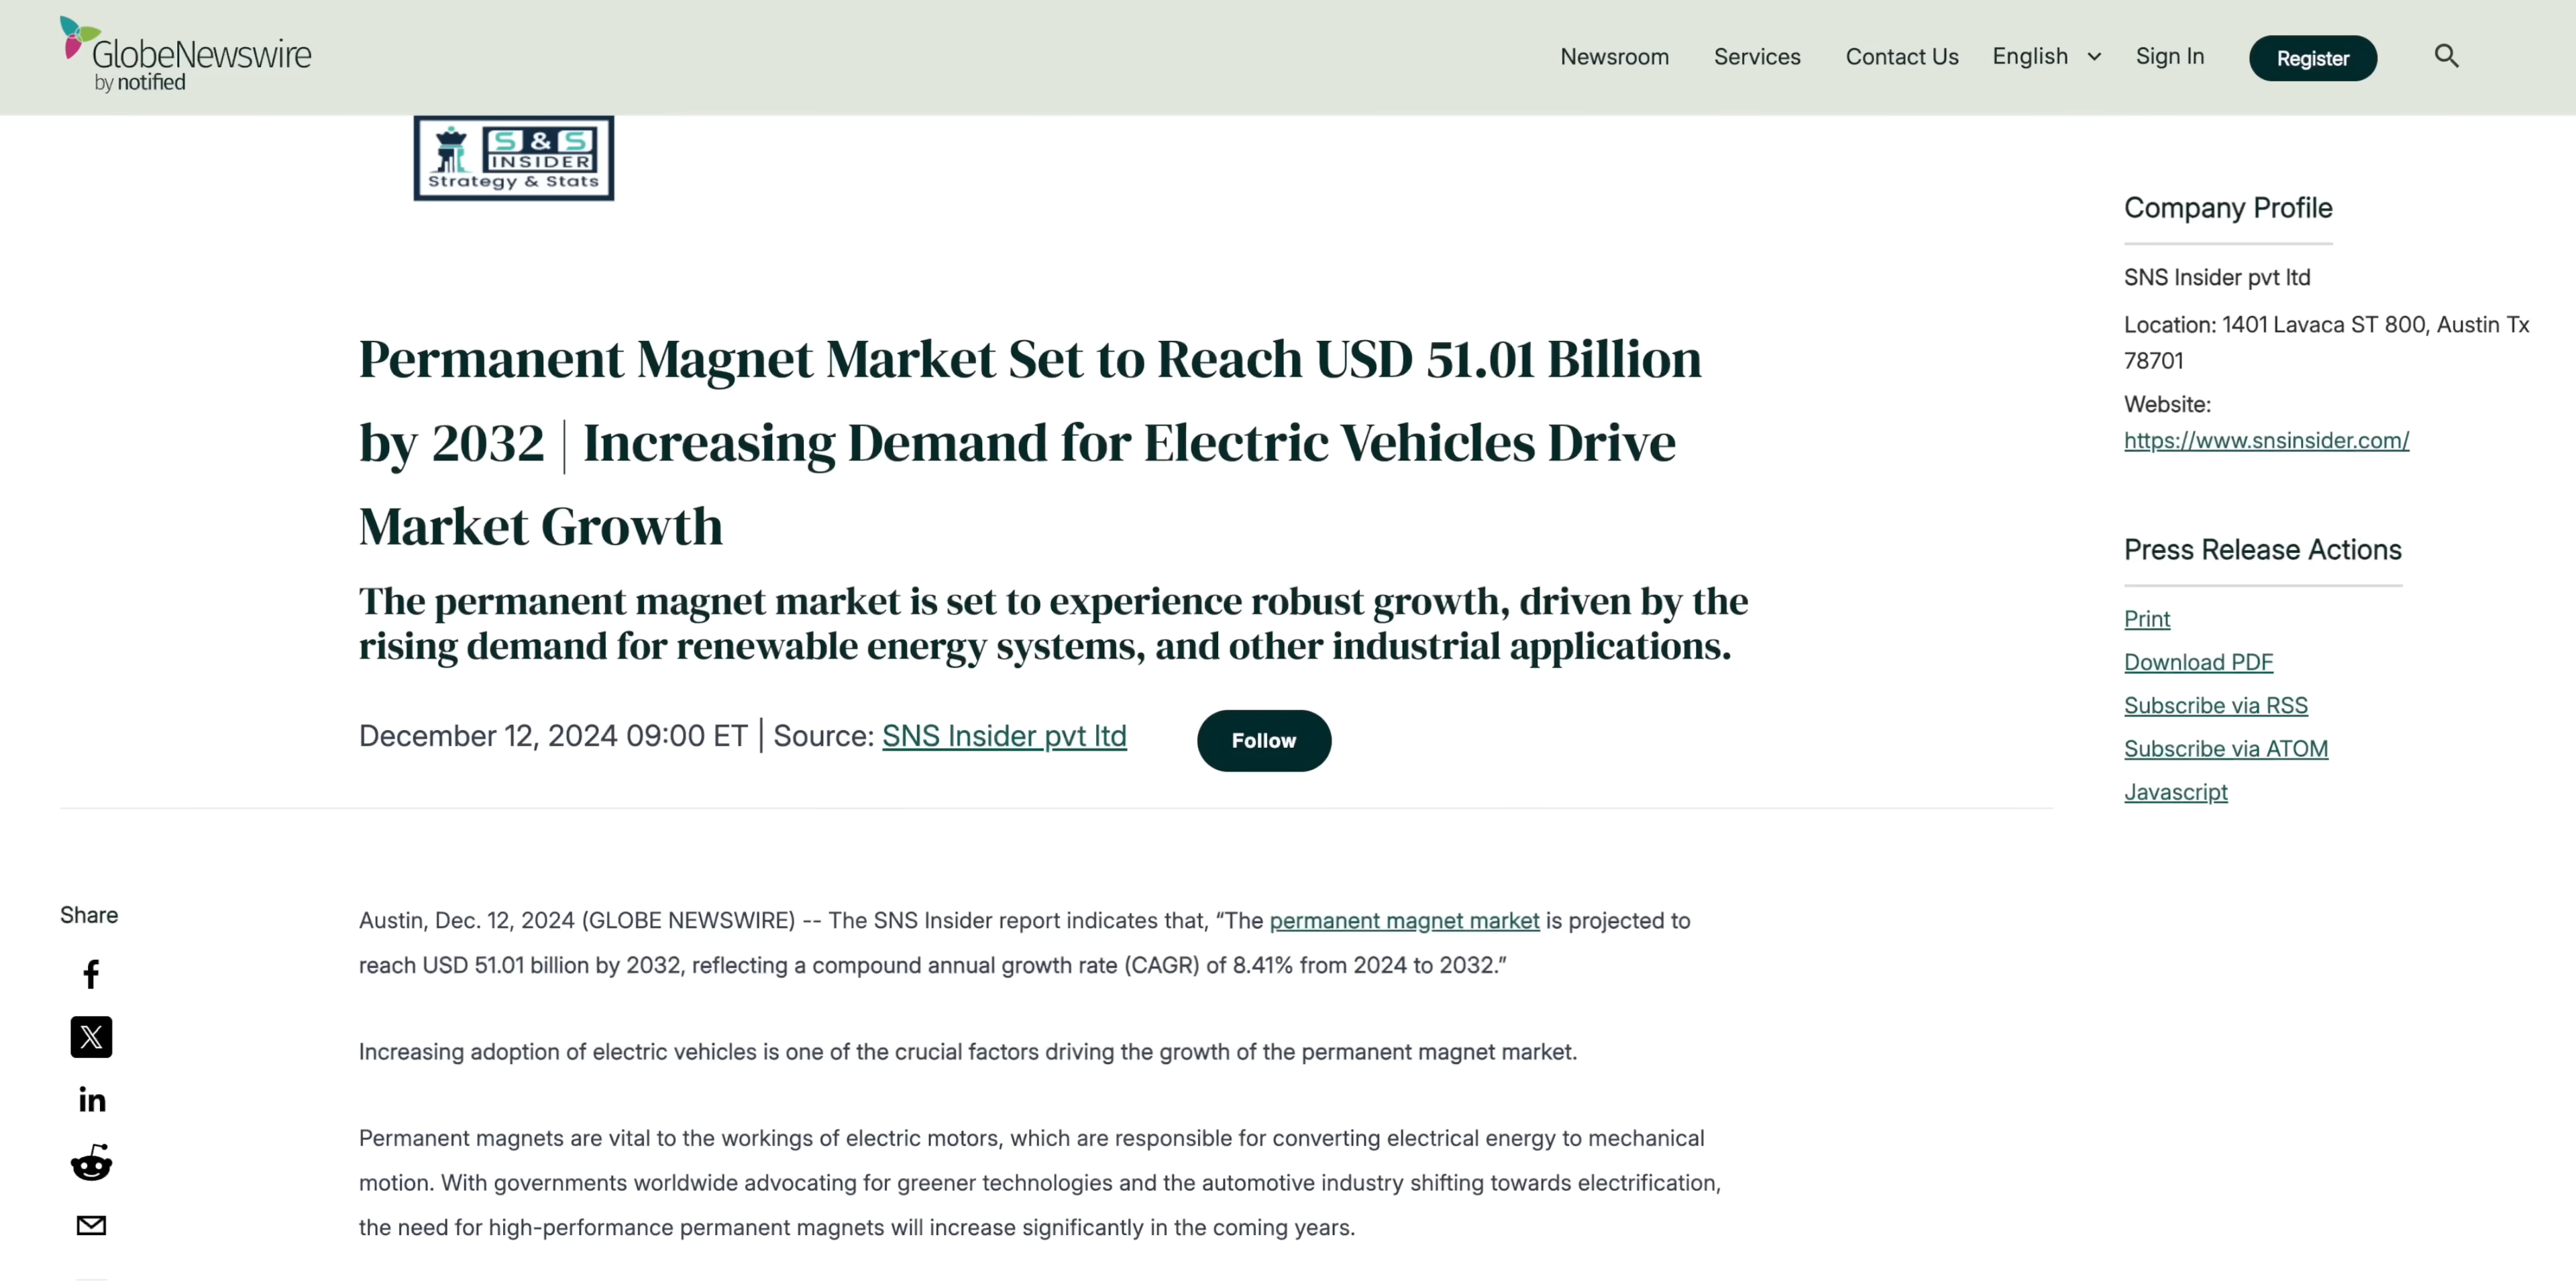 GlobeNewswire
by notified
Newsroom
Services
Contact Us
English
Sign In
Register
S & S
INSIDER
Strategy & Stats
Permanent Magnet Market Set to Reach USD 51.01 Billion
by 2032 | Increasing Demand for Electric Vehicles Drive
Market Growth
The permanent magnet market is set to experience robust growth, driven by the
rising demand for renewable energy systems, and other industrial applications.
December 12, 2024 09:00 ET | Source: SNS Insider pvt ltd
Follow
Share
Austin, Dec. 12, 2024 (GLOBE NEWSWIRE) -- The SNS Insider report indicates that, “The permanent magnet market is projected to
reach USD 51.01 billion by 2032, reflecting a compound annual growth rate (CAGR) of 8.41% from 2024 to 2032.”
Increasing adoption of electric vehicles is one of the crucial factors driving the growth of the permanent magnet market.
Permanent magnets are vital to the workings of electric motors, which are responsible for converting electrical energy to mechanical
motion. With governments worldwide advocating for greener technologies and the automotive industry shifting towards electrification,
the need for high-performance permanent magnets will increase significantly in the coming years.
Company Profile
SNS Insider pvt ltd
Location: 1401 Lavaca ST 800, Austin Tx
78701
Website:
https://www.snsinsider.com/
Press Release Actions
Print
Download PDF
Subscribe via RSS
Subscribe via ATOM
Javascript